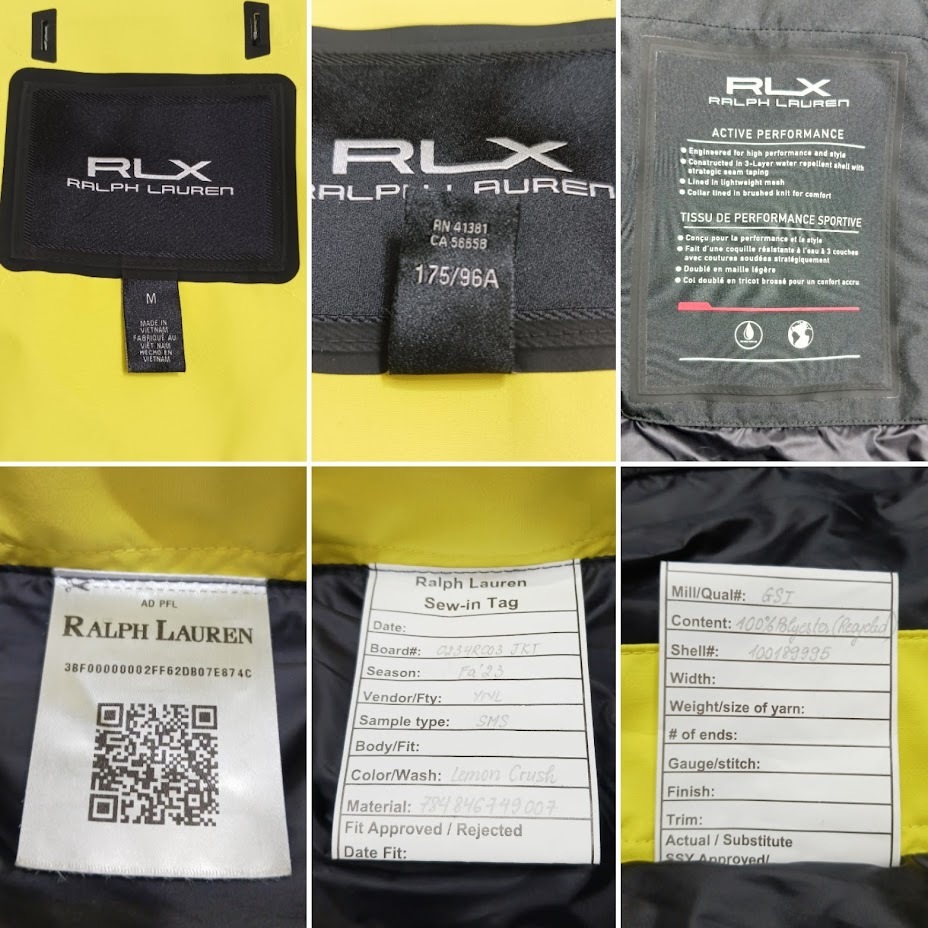 RLX
RALPH LAUREN
M
MADE IN
VIETNAM
FABRIQUÉ AU
VIÊT NAM
HECHO EN
VIETNAM
RLX
RALPH LAUREN
RN 41381
CA 56658
175/96A
RLX
RALPH LAUREN
ACTIVE PERFORMANCE
Engineered for high performance and style
Constructed in 3-Layer water repellent shell with
strategic seam taping
Lined in lightweight mesh
Collar lined in brushed knit for comfort
TISSU DE PERFORMANCE SPORTIVE
Conçu pour la performance et le style
Fait d'une coquille résistante à l'eau à 3 couches
avec coutures soudées stratégiquement
Doublé en maille légère
Col doublé en tricot brossé pour un confort accru
AD PFL
RALPH LAUREN
38F00000002FF62DB07E874C
Ralph Lauren
Sew-in Tag
Date:
Board#: 0234RC03 JKT
Season: Fa'23
Vendor/Fty: YNL
Sample type: SMS
Body/Fit:
Color/Wash: Lemon Crush
Material: 784846749007
Fit Approved / Rejected
Date Fit:
Mill/Qual#: GSI
Content: 100% Polyester (Recycled)
Shell#: 100189995
Width:
Weight/size of yarn:
# of ends:
Gauge/stitch:
Finish:
Trim:
Actual / Substitute
SSX Approved/